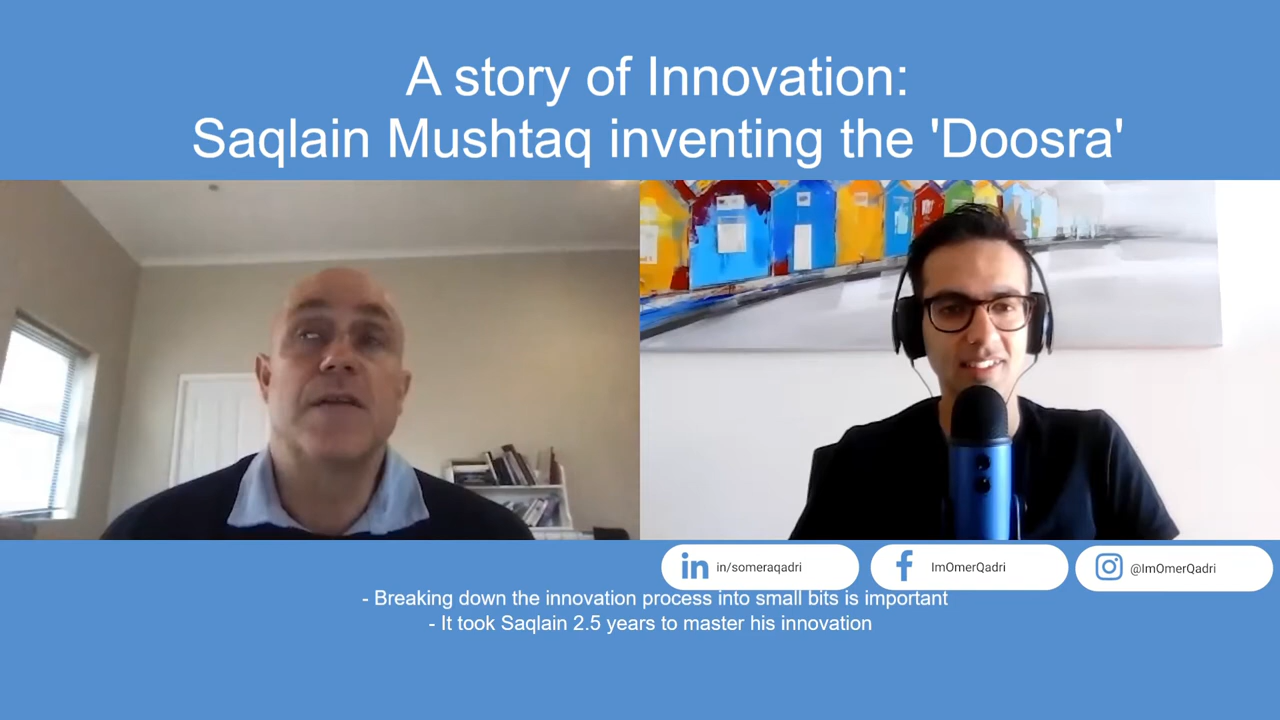 A story of Innovation:
Saqlain Mushtaq inventing the 'Doosra'
in in/someraqadri
ImOmerQadri
@ImOmerQadri
- Breaking down the innovation process into small bits is important
- It took Saqlain 2.5 years to master his innovation